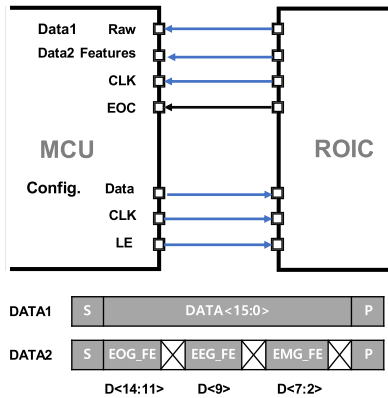 Data1 Raw
Data2 Features
CLK
EOC
MCU
ROIC
Config. Data
CLK
LE
DATA1 S DATA<15:0> P
DATA2 S EOG_FE EEG_FE EMG_FE P
D<14:11> D<9> D<7:2>